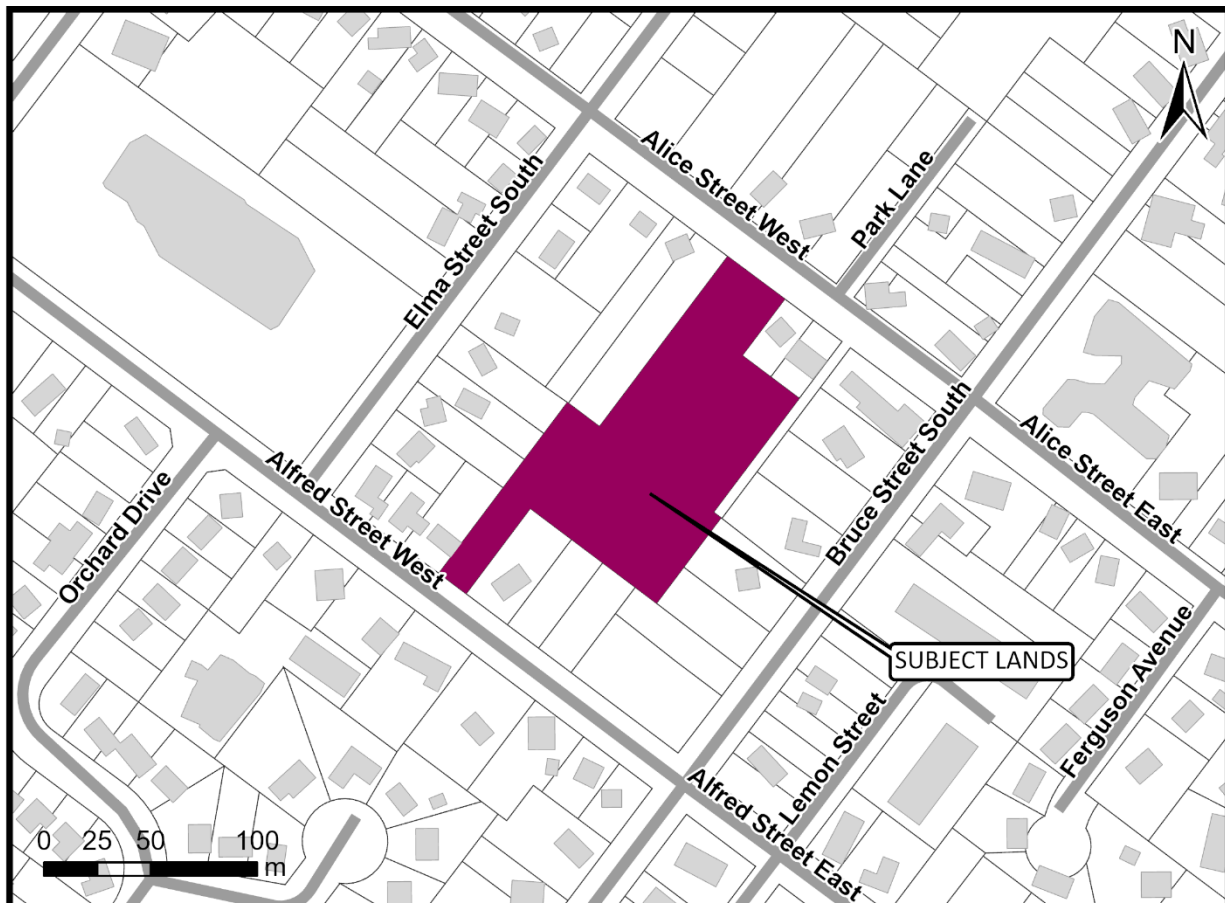 N
Alice Street West
Park Lane
Elma Street South
Alfred Street West
Orchard Drive
Bruce Street South
Alice Street East
SUBJECT LANDS
Ferguson Avenue
Lemon Street
Alfred Street East
0 25 50 100
m